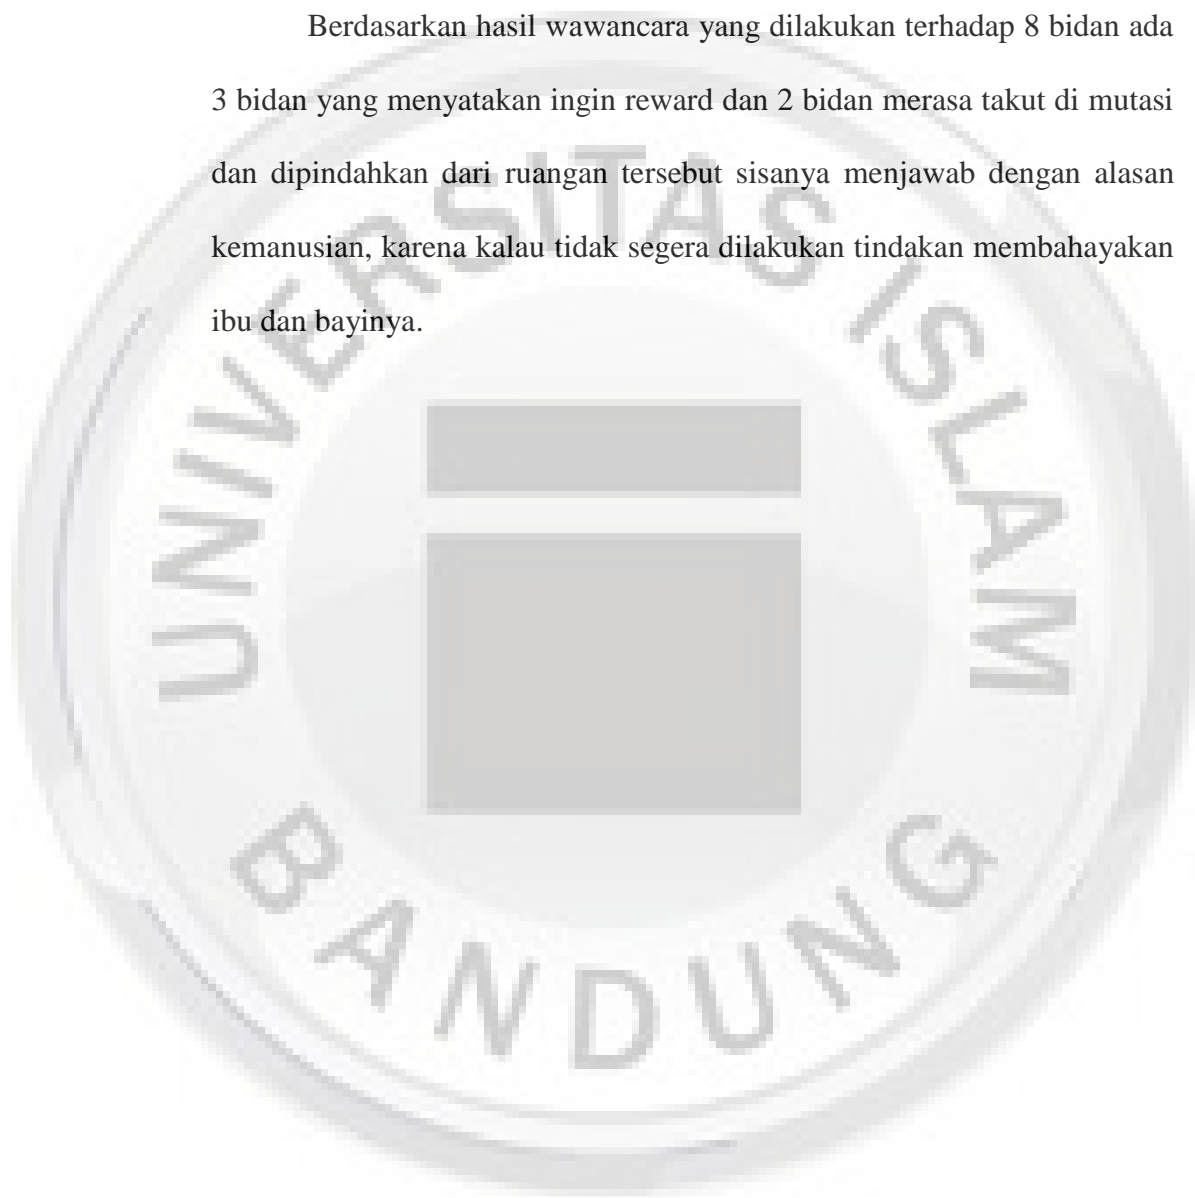 Berdasarkan hasil wawancara yang dilakukan terhadap 8 bidan ada
3 bidan yang menyatakan ingin reward dan 2 bidan merasa takut di mutasi
dan dipindahkan dari ruangan tersebut sisanya menjawab dengan alasan
kemanusian, karena kalau tidak segera dilakukan tindakan membahayakan
ibu dan bayinya.
UNIVERSITAS ISLAM
BANDUNG